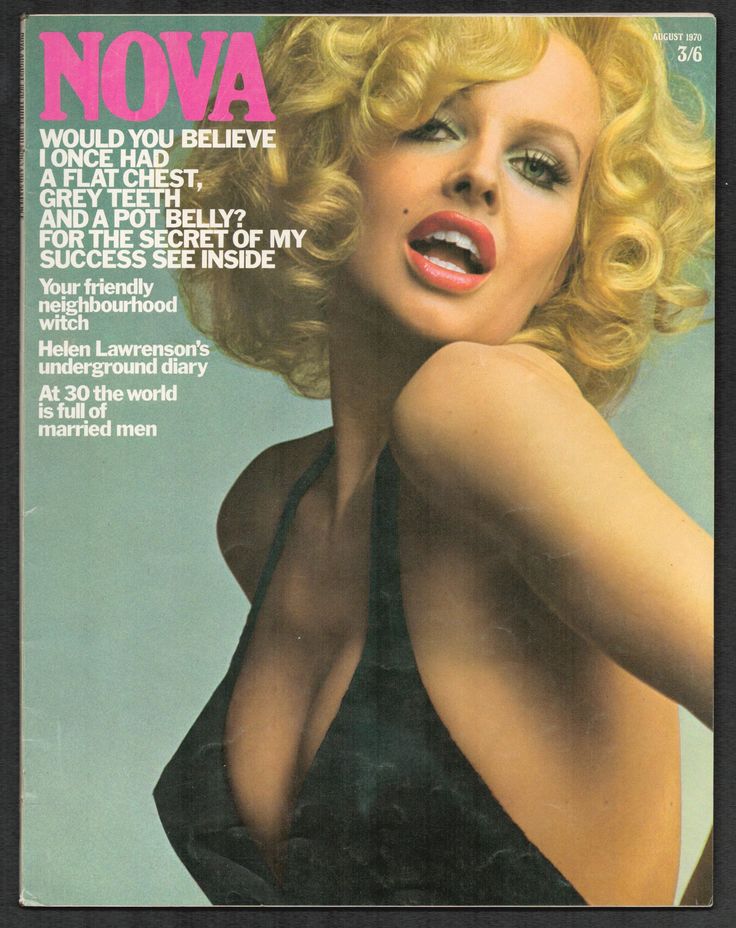 NOVA
AUGUST 1970
3/6
WOULD YOU BELIEVE
I ONCE HAD
A FLAT CHEST,
GREY TEETH
AND A POT BELLY?
FOR THE SECRET OF MY
SUCCESS SEE INSIDE
Your friendly
neighbourhood
witch
Helen Lawrenson's
underground diary
At 30 the world
is full of
married men